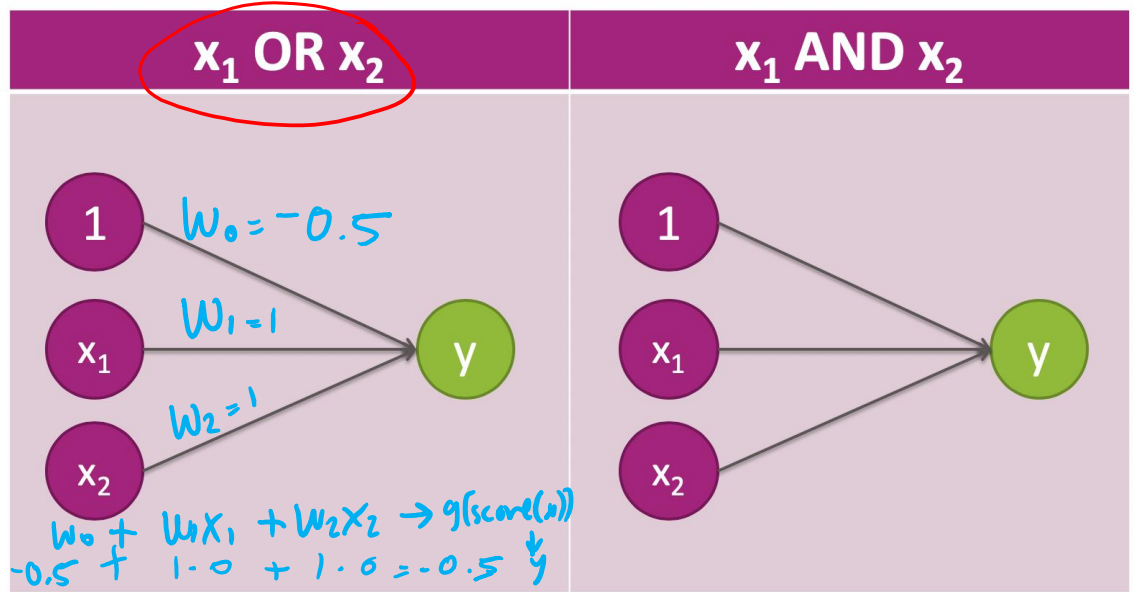 x₁ OR x₂
1
W₀ = -0.5
x₁
W₁ = 1
y
W₂ = 1
x₂
W₀ + W₁X₁ + W₂X₂ → g(score(x))
↓
-0.5 + 1·0 + 1·0 = -0.5 y
x₁ AND x₂
1
x₁
y
x₂